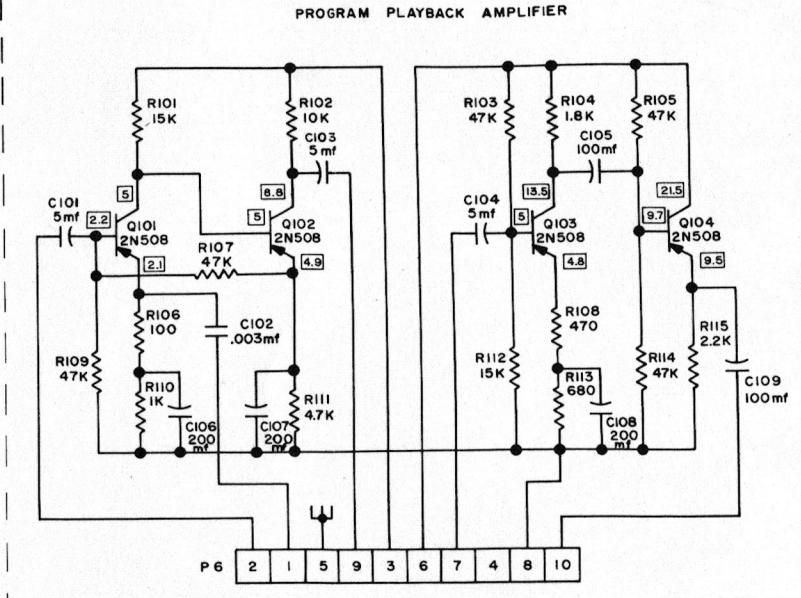 PROGRAM PLAYBACK AMPLIFIER
R101
15K
R102
10K
C103
5mf
R103
47K
R104
1.8K
C105
100mf
R105
47K
5
8.8
13.5
21.5
C101
5mf
2.2
Q101
2N508
5
Q102
2N508
C104
5mf
5
Q103
2N508
9.7
Q104
2N508
2.1
R107
47K
4.9
4.8
9.5
R106
100
C102
.003mf
R108
470
R115
2.2K
R109
47K
R110
1K
R111
4.7K
R112
15K
R113
680
R114
47K
C109
100mf
C106
200
mf
C107
200
mf
C108
200
mf
P6 2 1 5 9 3 6 7 4 8 10